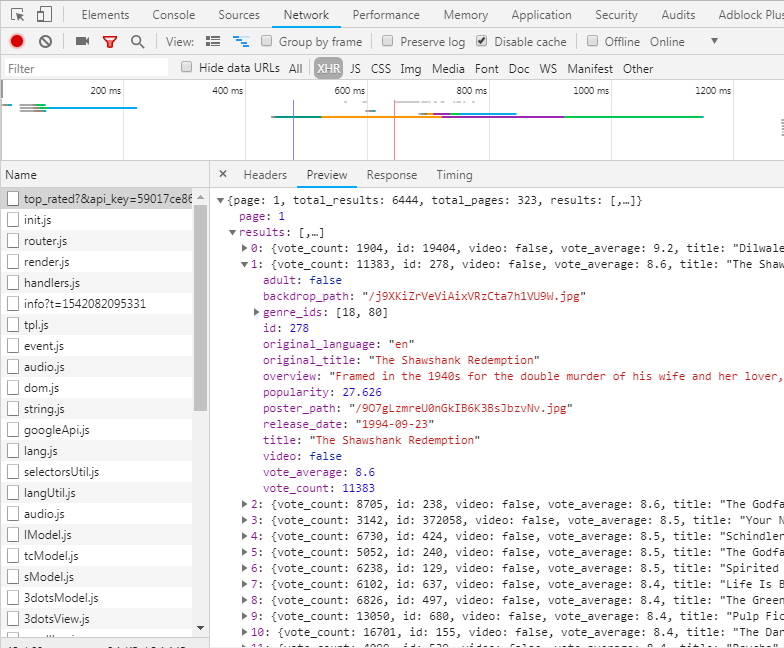 Elements Console Sources Network Performance Memory Application Security Audits Adblock Plus
View: Group by frame Preserve log Disable cache Offline Online
Filter Hide data URLs All XHR JS CSS Img Media Font Doc WS Manifest Other
200 ms 400 ms 600 ms 800 ms 1000 ms 1200 ms
Name
× Headers Preview Response Timing
top_rated?&api_key=59017ce86
init.js
router.js
render.js
handlers.js
info?t=1542082095331
tpl.js
event.js
audio.js
dom.js
string.js
googleApi.js
lang.js
selectorsUtil.js
langUtil.js
audio.js
lModel.js
tcModel.js
sModel.js
3dotsModel.js
3dotsView.js
{page: 1, total_results: 6444, total_pages: 323, results: [,…]}
page: 1
results: [,…]
0: {vote_count: 1904, id: 19404, video: false, vote_average: 9.2, title: "Dilwale
1: {vote_count: 11383, id: 278, video: false, vote_average: 8.6, title: "The Shaw
adult: false
backdrop_path: "/j9XKiZrVeViAixVRzCta7h1VU9W.jpg"
genre_ids: [18, 80]
id: 278
original_language: "en"
original_title: "The Shawshank Redemption"
overview: "Framed in the 1940s for the double murder of his wife and her lover,
popularity: 27.626
poster_path: "/9O7gLzmreU0nGkIB6K3BsJbzvNv.jpg"
release_date: "1994-09-23"
title: "The Shawshank Redemption"
video: false
vote_average: 8.6
vote_count: 11383
2: {vote_count: 8705, id: 238, video: false, vote_average: 8.6, title: "The Godfa
3: {vote_count: 3142, id: 372058, video: false, vote_average: 8.5, title: "Your N
4: {vote_count: 6730, id: 424, video: false, vote_average: 8.5, title: "Schindler
5: {vote_count: 5052, id: 240, video: false, vote_average: 8.5, title: "The Godfa
6: {vote_count: 6238, id: 129, video: false, vote_average: 8.5, title: "Spirited
7: {vote_count: 6102, id: 637, video: false, vote_average: 8.4, title: "Life Is B
8: {vote_count: 6826, id: 497, video: false, vote_average: 8.4, title: "The Green
9: {vote_count: 13050, id: 680, video: false, vote_average: 8.4, title: "Pulp Fic
10: {vote_count: 16701, id: 155, video: false, vote_average: 8.4, title: "The Dar